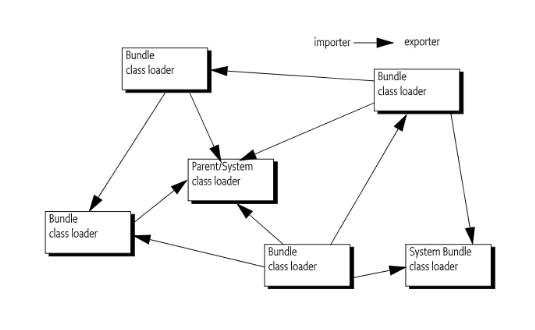 importer exporter
Bundle
class loader
Bundle
class loader
Parent/System
class loader
Bundle
class loader
Bundle
class loader
System Bundle
class loader